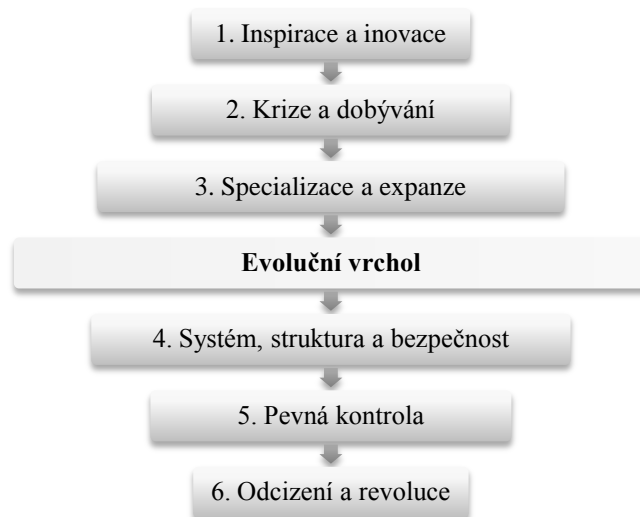 1. Inspirace a inovace
2. Krize a dobývání
3. Specializace a expanze
Evoluční vrchol
4. Systém, struktura a bezpečnost
5. Pevná kontrola
6. Odcizení a revoluce